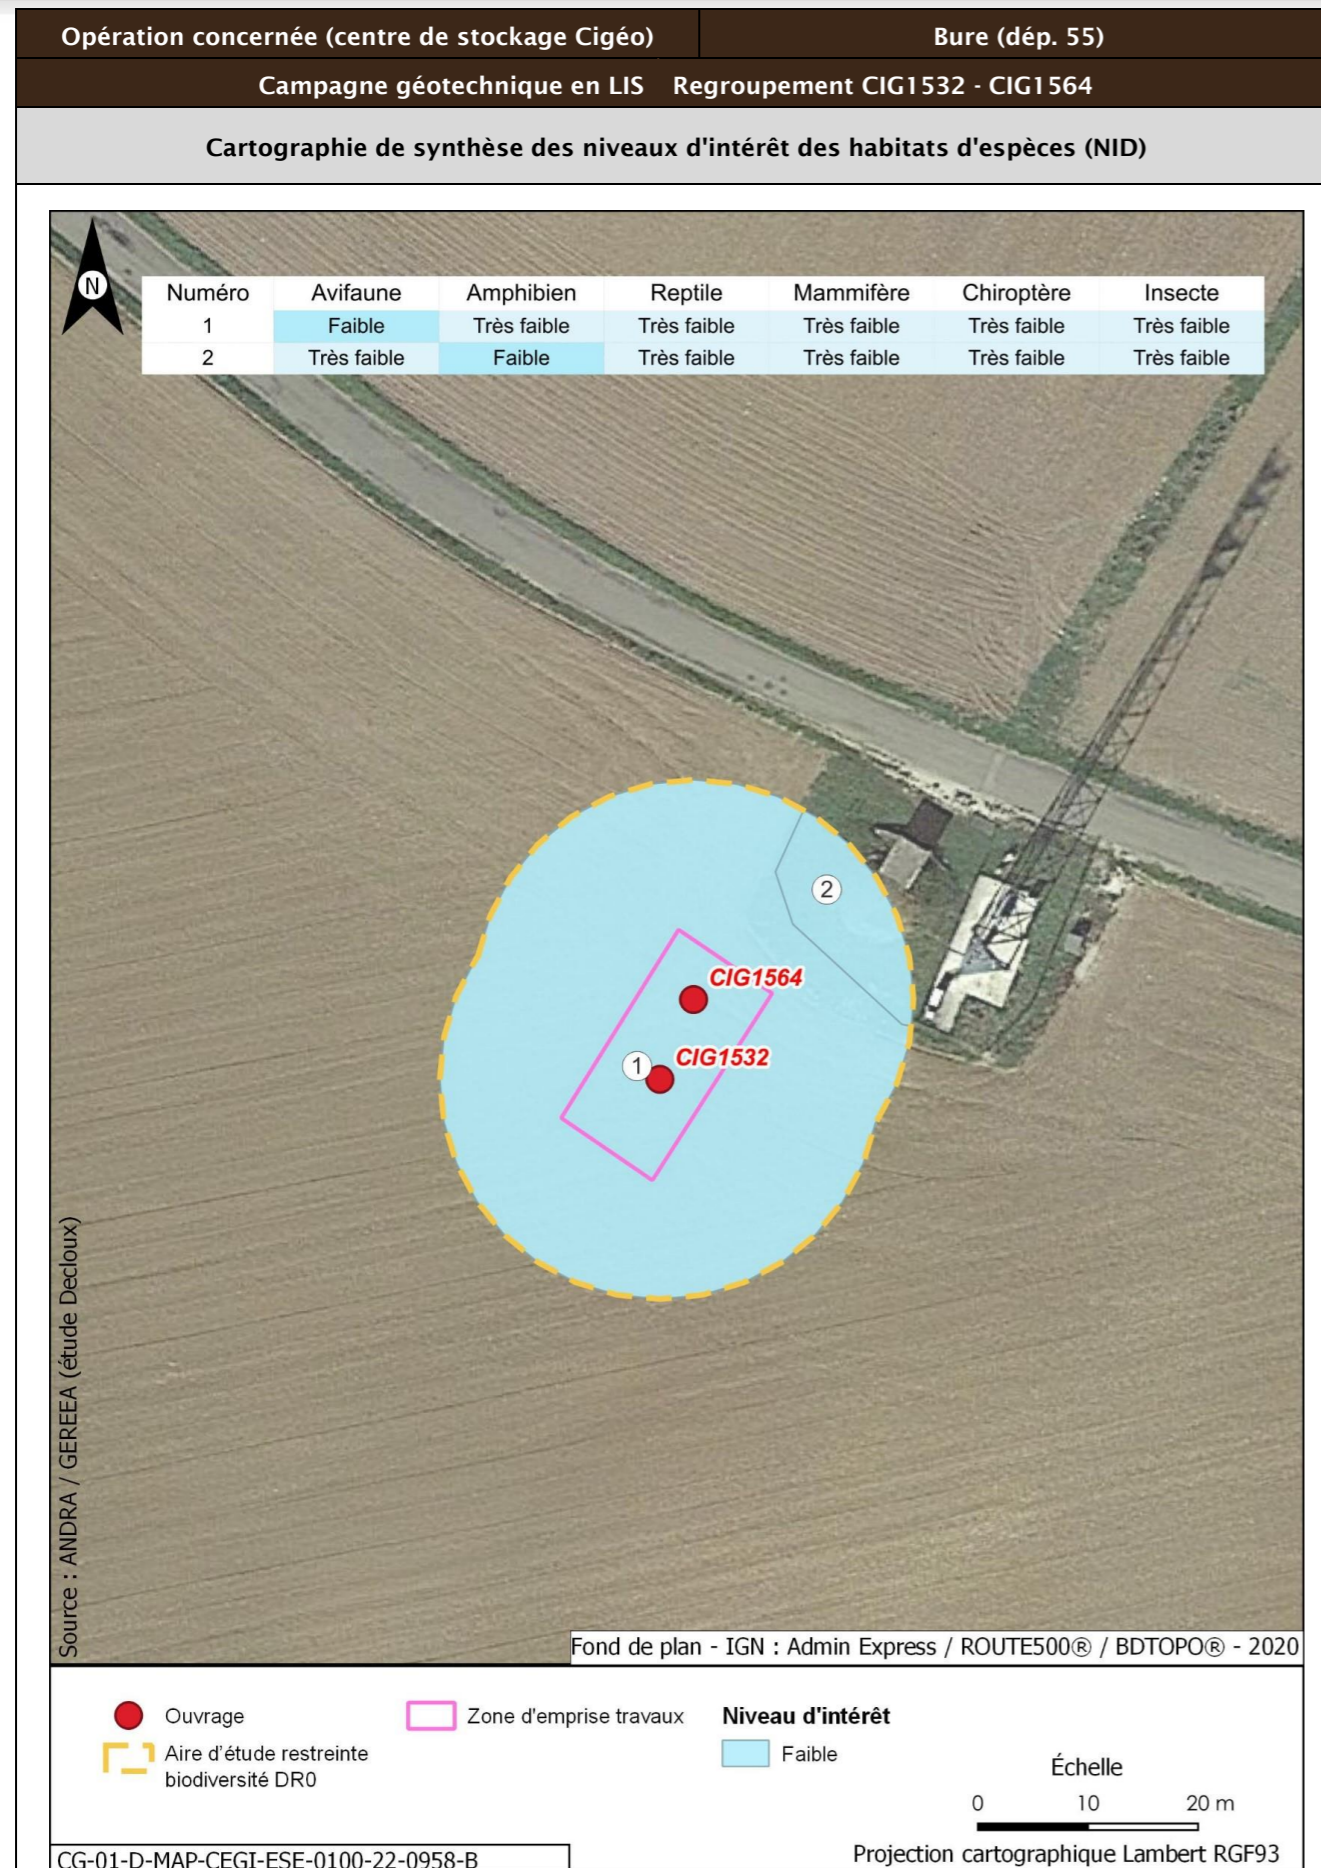 Opération concernée (centre de stockage Cigéo) Bure (dép. 55)
Campagne géotechnique en LIS Regroupement CIG1532 - CIG1564
Cartographie de synthèse des niveaux d'intérêt des habitats d'espèces (NID)
N
Numéro Avifaune Amphibien Reptile Mammifère Chiroptère Insecte
1 Faible Très faible Très faible Très faible Très faible Très faible
2 Très faible Faible Très faible Très faible Très faible Très faible
2
CIG1564
1 CIG1532
Source : ANDRA / GEREEA (étude Decloux)
Fond de plan - IGN : Admin Express / ROUTE500® / BDTOPO® - 2020
Ouvrage
Aire d'étude restreinte
biodiversité DR0
Zone d'emprise travaux
Niveau d'intérêt
Faible
Échelle
0 10 20 m
Projection cartographique Lambert RGF93
CG-01-D-MAP-CEGI-ESE-0100-22-0958-B